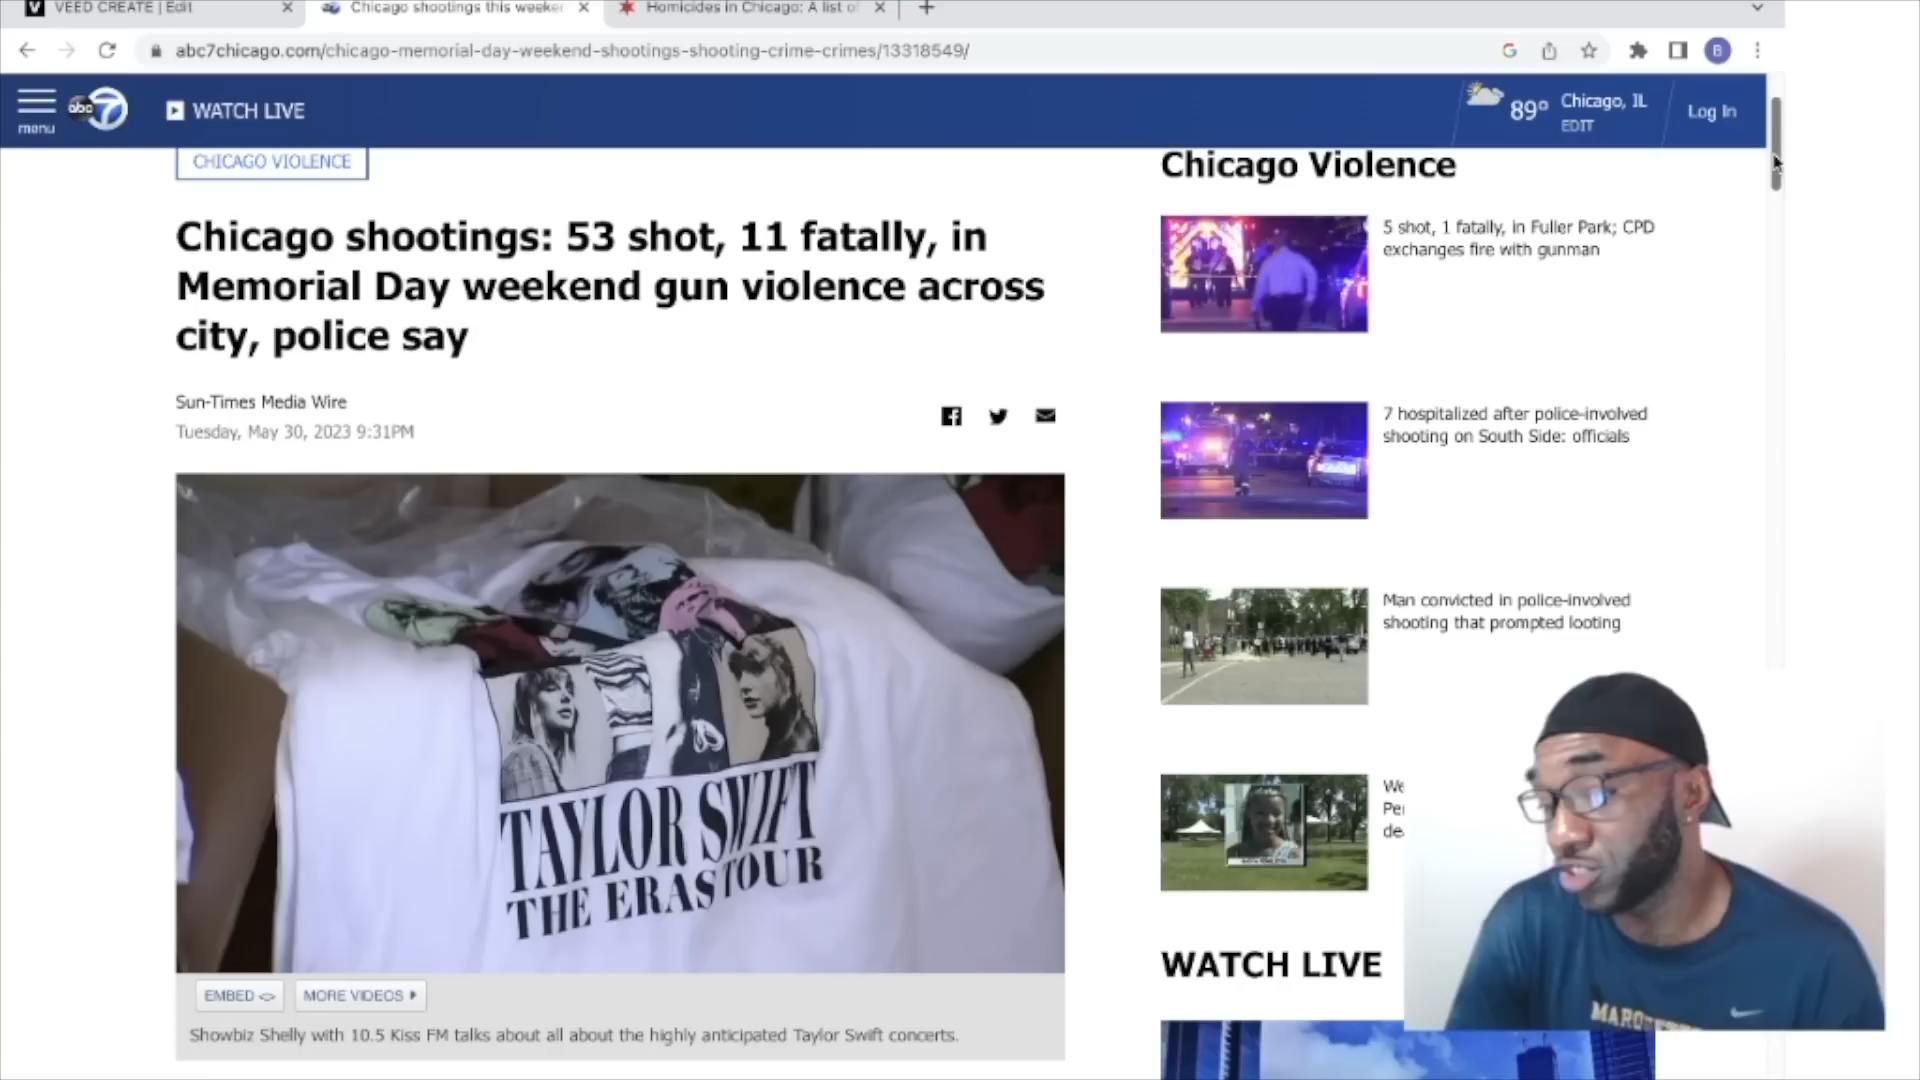 VEED CREATE | Edit
Chicago shootings this weeken
Homicides in Chicago: A list of
abc7chicago.com/chicago-memorial-day-weekend-shootings-shooting-crime-crimes/13318549/
B
menu
abc 7
WATCH LIVE
89°
Chicago, IL
EDIT
Log In
CHICAGO VIOLENCE
Chicago shootings: 53 shot, 11 fatally, in
Memorial Day weekend gun violence across
city, police say
Sun-Times Media Wire
Tuesday, May 30, 2023 9:31PM
TAYLOR SWIFT
THE ERAS TOUR
EMBED <>
MORE VIDEOS
Showbiz Shelly with 10.5 Kiss FM talks about all about the highly anticipated Taylor Swift concerts.
Chicago Violence
5 shot, 1 fatally, in Fuller Park; CPD
exchanges fire with gunman
7 hospitalized after police-involved
shooting on South Side: officials
Man convicted in police-involved
shooting that prompted looting
We
Per
de
WATCH LIVE